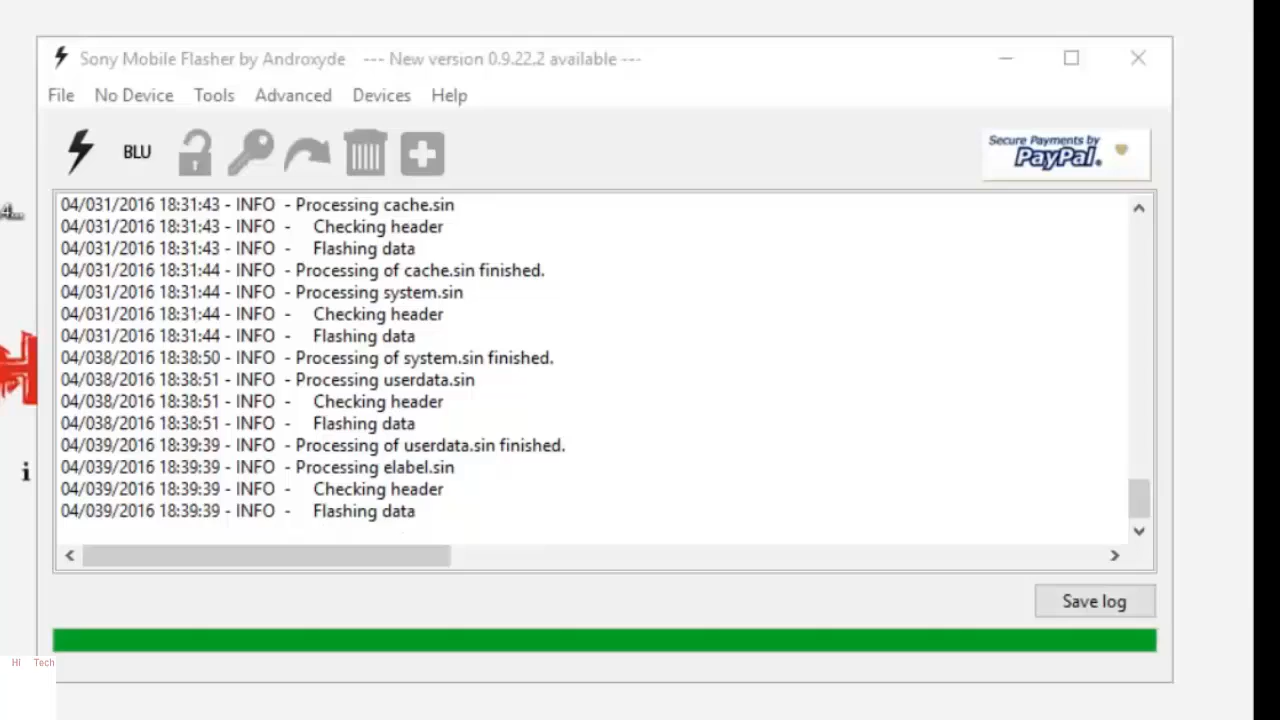 Sony Mobile Flasher by Androxyde --- New version 0.9.22.2 available ---
File No Device Tools Advanced Devices Help
BLU
Secure Payments by
PayPal.
04/031/2016 18:31:43 - INFO - Processing cache.sin
04/031/2016 18:31:43 - INFO - Checking header
04/031/2016 18:31:43 - INFO - Flashing data
04/031/2016 18:31:44 - INFO - Processing of cache.sin finished.
04/031/2016 18:31:44 - INFO - Processing system.sin
04/031/2016 18:31:44 - INFO - Checking header
04/031/2016 18:31:44 - INFO - Flashing data
04/038/2016 18:38:50 - INFO - Processing of system.sin finished.
04/038/2016 18:38:51 - INFO - Processing userdata.sin
04/038/2016 18:38:51 - INFO - Checking header
04/038/2016 18:38:51 - INFO - Flashing data
04/039/2016 18:39:39 - INFO - Processing of userdata.sin finished.
04/039/2016 18:39:39 - INFO - Processing elabel.sin
04/039/2016 18:39:39 - INFO - Checking header
04/039/2016 18:39:39 - INFO - Flashing data
4...
i
Save log
Hi Tech